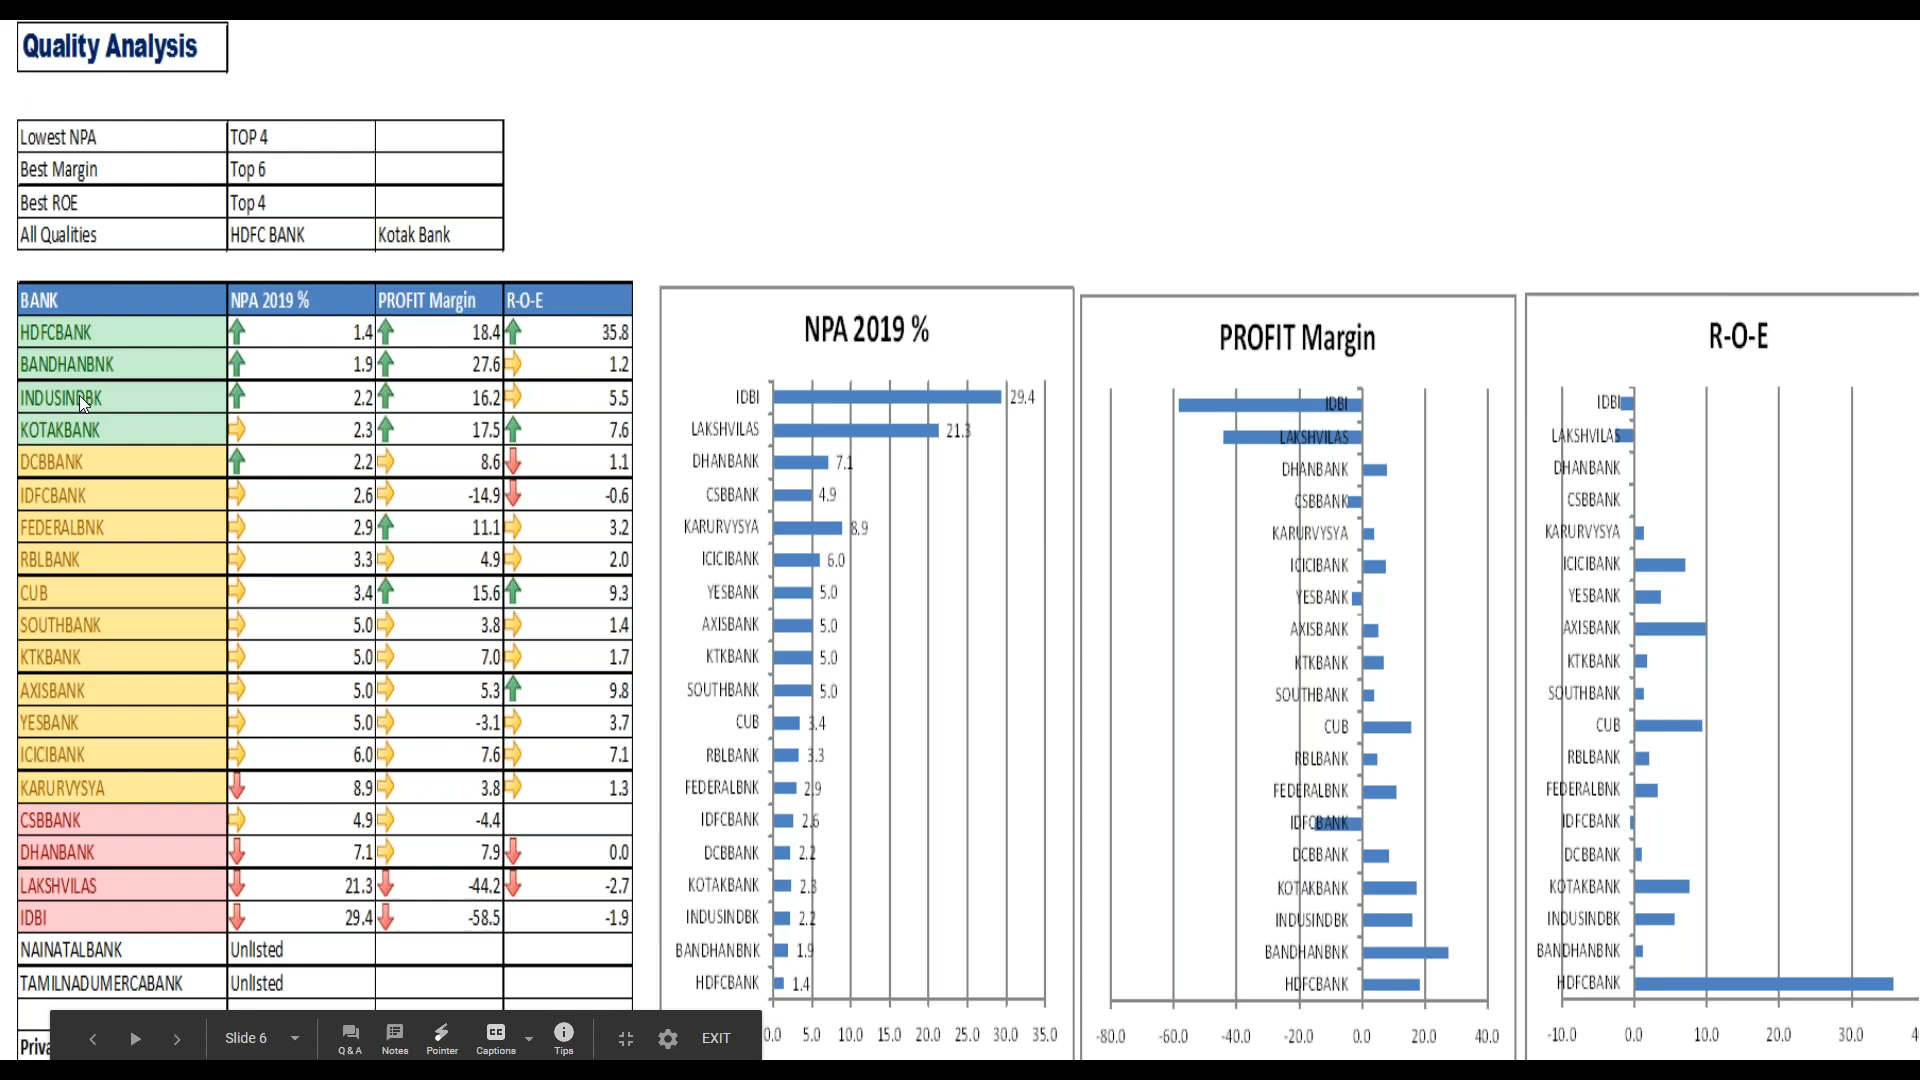 Quality Analysis
Lowest NPA TOP 4
Best Margin Top 6
Best ROE Top 4
All Qualities HDFC BANK Kotak Bank
BANK NPA 2019 % PROFIT Margin R-O-E
HDFCBANK 1.4 18.4 35.8
BANDHANBNK 1.9 27.6 1.2
INDUSINDBK 2.2 16.2 5.5
KOTAKBANK 2.3 17.5 7.6
DCBBANK 2.2 8.6 1.1
IDFCBANK 2.6 -14.9 -0.6
FEDERALBNK 2.9 11.1 3.2
RBLBANK 3.3 4.9 2.0
CUB 3.4 15.6 9.3
SOUTHBANK 5.0 3.8 1.4
KTKBANK 5.0 7.0 1.7
AXISBANK 5.0 5.3 9.8
YESBANK 5.0 -3.1 3.7
ICICIBANK 6.0 7.6 7.1
KARURVYSYA 8.9 3.8 1.3
CSBBANK 4.9 -4.4
DHANBANK 7.1 7.9 0.0
LAKSHVILAS 21.3 -44.2 -2.7
IDBI 29.4 -58.5 -1.9
NAINATALBANK Unlisted
TAMILNADUMERCABANK Unlisted
NPA 2019 %
IDBI 29.4
LAKSHVILAS 21.3
DHANBANK 7.1
CSBBANK 4.9
KARURVYSYA 8.9
ICICIBANK 6.0
YESBANK 5.0
AXISBANK 5.0
KTKBANK 5.0
SOUTHBANK 5.0
CUB 3.4
RBLBANK 3.3
FEDERALBNK 2.9
IDFCBANK 2.6
DCBBANK 2.2
KOTAKBANK 2.3
INDUSINDBK 2.2
BANDHANBNK 1.9
HDFCBANK 1.4
0.0 5.0 10.0 15.0 20.0 25.0 30.0 35.0
PROFIT Margin
IDBI
LAKSHVILAS
DHANBANK
CSBBANK
KARURVYSYA
ICICIBANK
YESBANK
AXISBANK
KTKBANK
SOUTHBANK
CUB
RBLBANK
FEDERALBNK
IDFCBANK
DCBBANK
KOTAKBANK
INDUSINDBK
BANDHANBNK
HDFCBANK
-80.0 -60.0 -40.0 -20.0 0.0 20.0 40.0
R-O-E
IDBI
LAKSHVILAS
DHANBANK
CSBBANK
KARURVYSYA
ICICIBANK
YESBANK
AXISBANK
KTKBANK
SOUTHBANK
CUB
RBLBANK
FEDERALBNK
IDFCBANK
DCBBANK
KOTAKBANK
INDUSINDBK
BANDHANBNK
HDFCBANK
-10.0 0.0 10.0 20.0 30.0
Slide 6 Q & A Notes Pointer Captions Tips EXIT